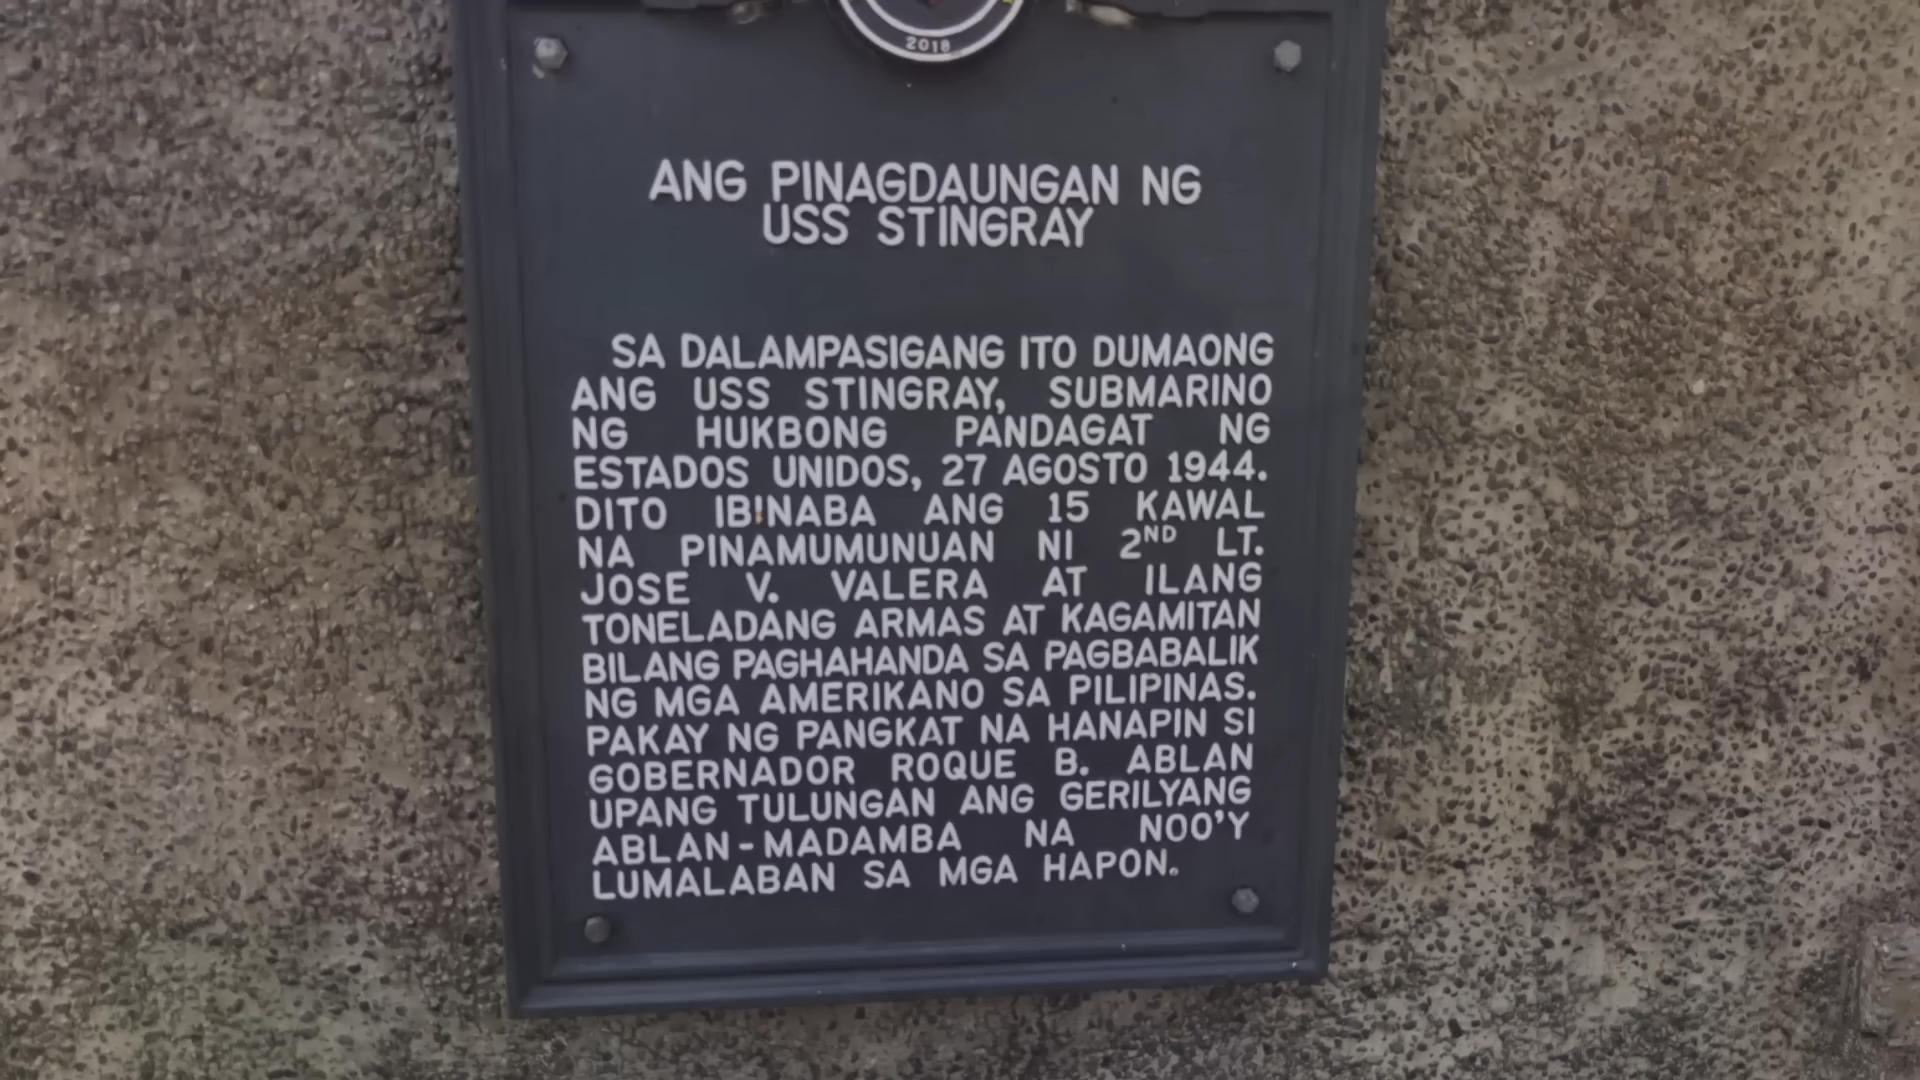 2018
ANG PINAGDAUNGAN NG
USS STINGRAY
SA DALAMPASIGANG ITO DUMAONG
ANG USS STINGRAY, SUBMARINO
NG HUKBONG PANDAGAT NG
ESTADOS UNIDOS, 27 AGOSTO 1944.
DITO IBINABA ANG 15 KAWAL
NA PINAMUMUNUAN NI 2ND LT.
JOSE V. VALERA AT ILANG
TONELADANG ARMAS AT KAGAMITAN
BILANG PAGHAHANDA SA PAGBABALIK
NG MGA AMERIKANO SA PILIPINAS.
PAKAY NG PANGKAT NA HANAPIN SI
GOBERNADOR ROQUE B. ABLAN
UPANG TULUNGAN ANG GERILYANG
ABLAN-MADAMBA NA NOO'Y
LUMALABAN SA MGA HAPON.